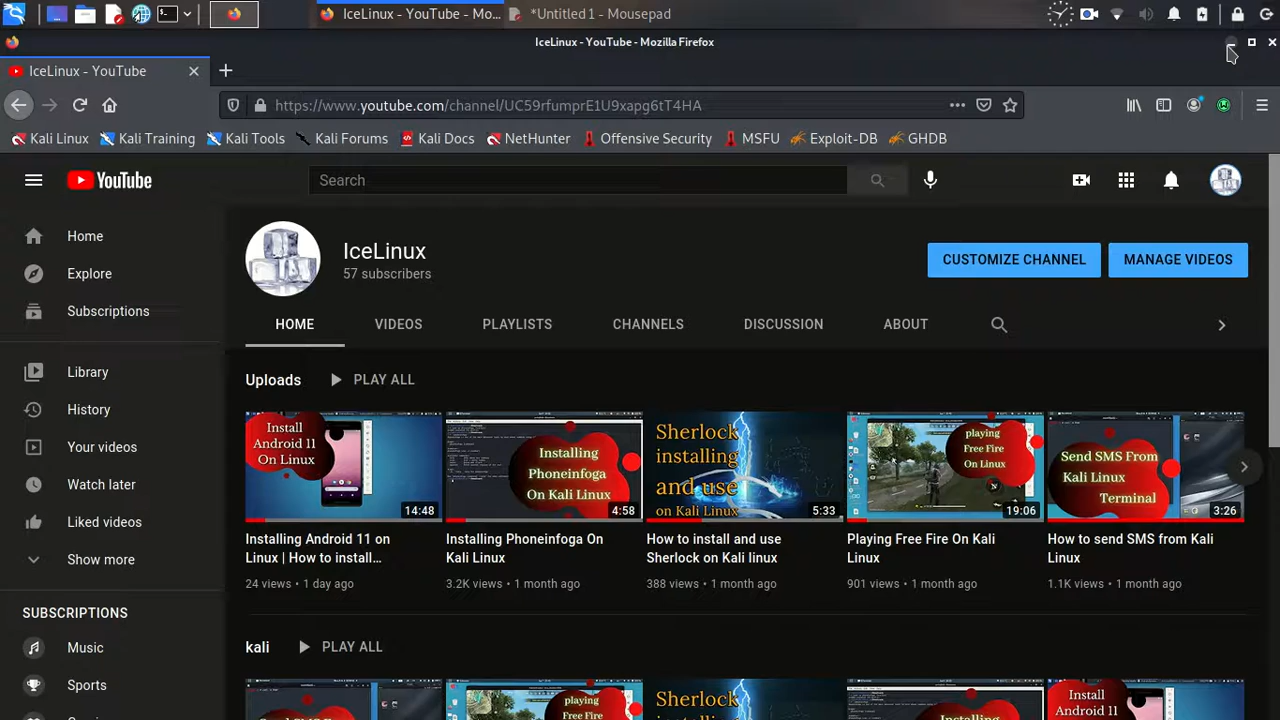 IceLinux - YouTube - Mo...
*Untitled 1 - Mousepad
IceLinux - YouTube - Mozilla Firefox
IceLinux - YouTube
https://www.youtube.com/channel/UC59rfumprE1U9xapg6tT4HA
Kali Linux
Kali Training
Kali Tools
Kali Forums
Kali Docs
NetHunter
Offensive Security
MSFU
Exploit-DB
GHDB
YouTube
Search
Home
Explore
Subscriptions
Library
History
Your videos
Watch later
Liked videos
Show more
SUBSCRIPTIONS
Music
Sports
IceLinux
57 subscribers
CUSTOMIZE CHANNEL
MANAGE VIDEOS
HOME
VIDEOS
PLAYLISTS
CHANNELS
DISCUSSION
ABOUT
Uploads
PLAY ALL
Install
Android 11
On Linux
14:48
Installing Android 11 on
Linux | How to install...
24 views • 1 day ago
Installing
Phoneinfoga
On Kali Linux
4:58
Installing Phoneinfoga On
Kali Linux
3.2K views • 1 month ago
Sherlock
installing
and use
on Kali Linux
5:33
How to install and use
Sherlock on Kali linux
388 views • 1 month ago
playing
Free Fire
On Linux
19:06
Playing Free Fire On Kali
Linux
901 views • 1 month ago
Send SMS From
Kali Linux
Terminal
3:26
How to send SMS from Kali
Linux
1.1K views • 1 month ago
kali
PLAY ALL
playing
Free Fire
Sherlock
Install
Android 11